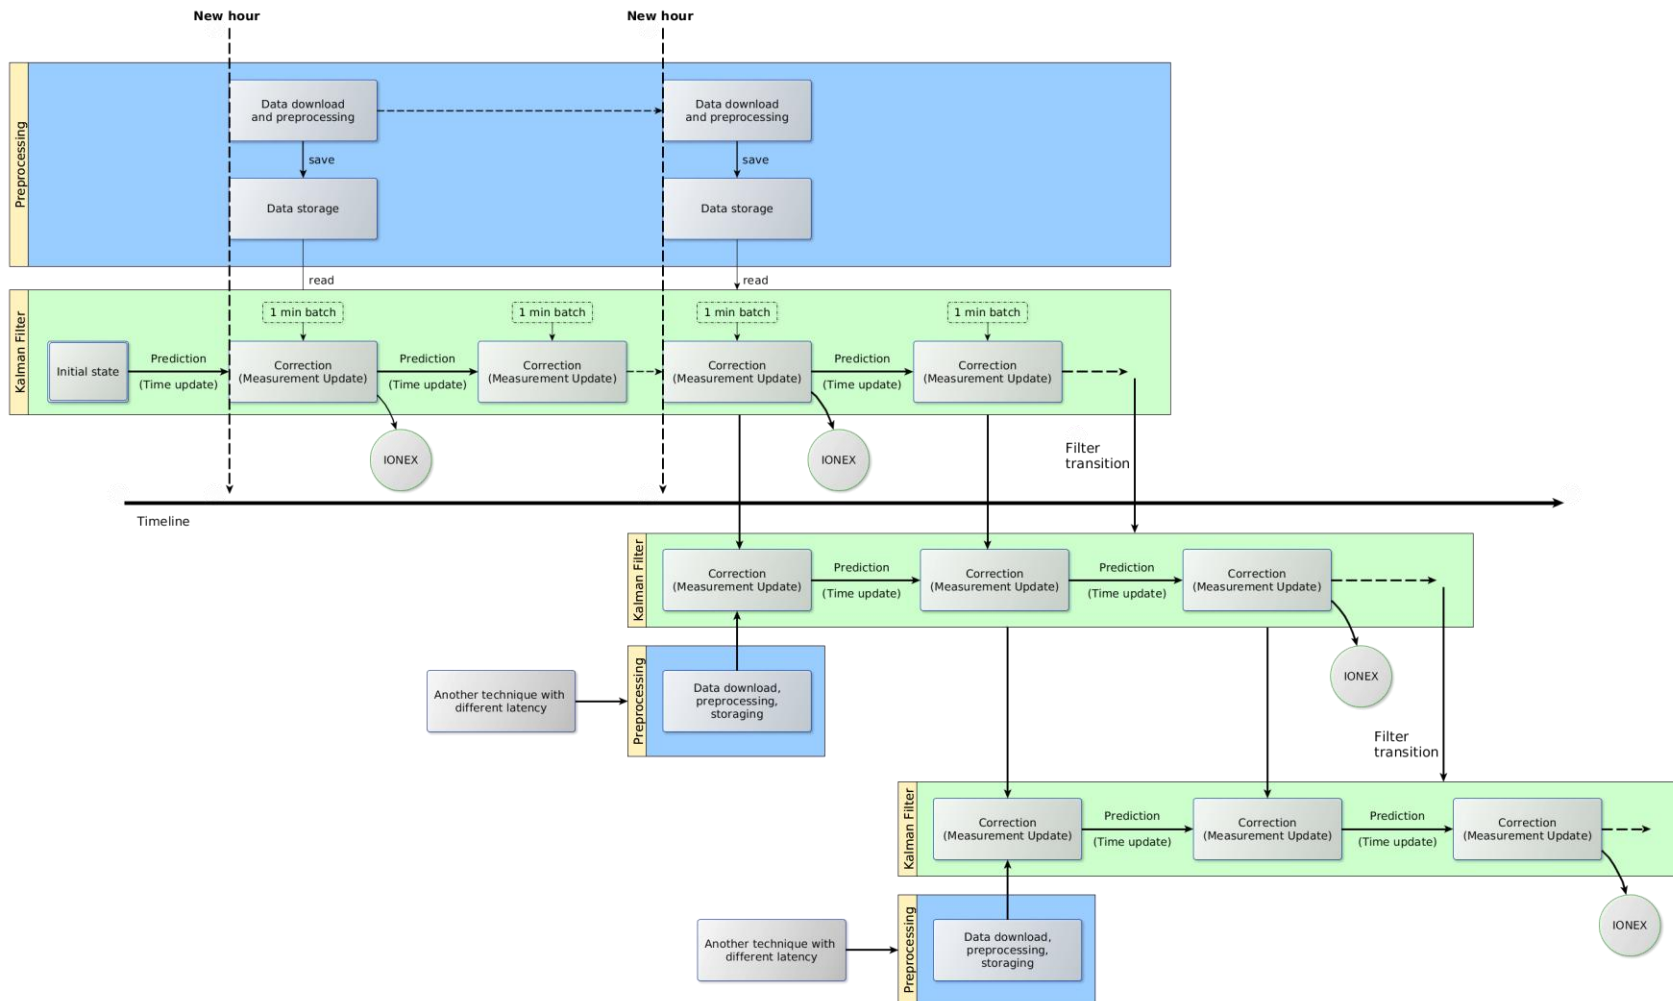 New hour
New hour
Preprocessing
Data download
and preprocessing
Data download
and preprocessing
save
save
Data storage
Data storage
read
read
Kalman Filter
1 min batch
1 min batch
1 min batch
1 min batch
Initial state
Prediction
(Time update)
Correction
(Measurement Update)
Prediction
(Time update)
Correction
(Measurement Update)
Correction
(Measurement Update)
Prediction
(Time update)
Correction
(Measurement Update)
IONEX
IONEX
Filter
transition
Timeline
Kalman Filter
Correction
(Measurement Update)
Prediction
(Time update)
Correction
(Measurement Update)
Prediction
(Time update)
Correction
(Measurement Update)
IONEX
Another technique with
different latency
Preprocessing
Data download,
preprocessing,
storaging
Filter
transition
Kalman Filter
Correction
(Measurement Update)
Prediction
(Time update)
Correction
(Measurement Update)
Prediction
(Time update)
Correction
(Measurement Update)
IONEX
Another technique with
different latency
Preprocessing
Data download,
preprocessing,
storaging